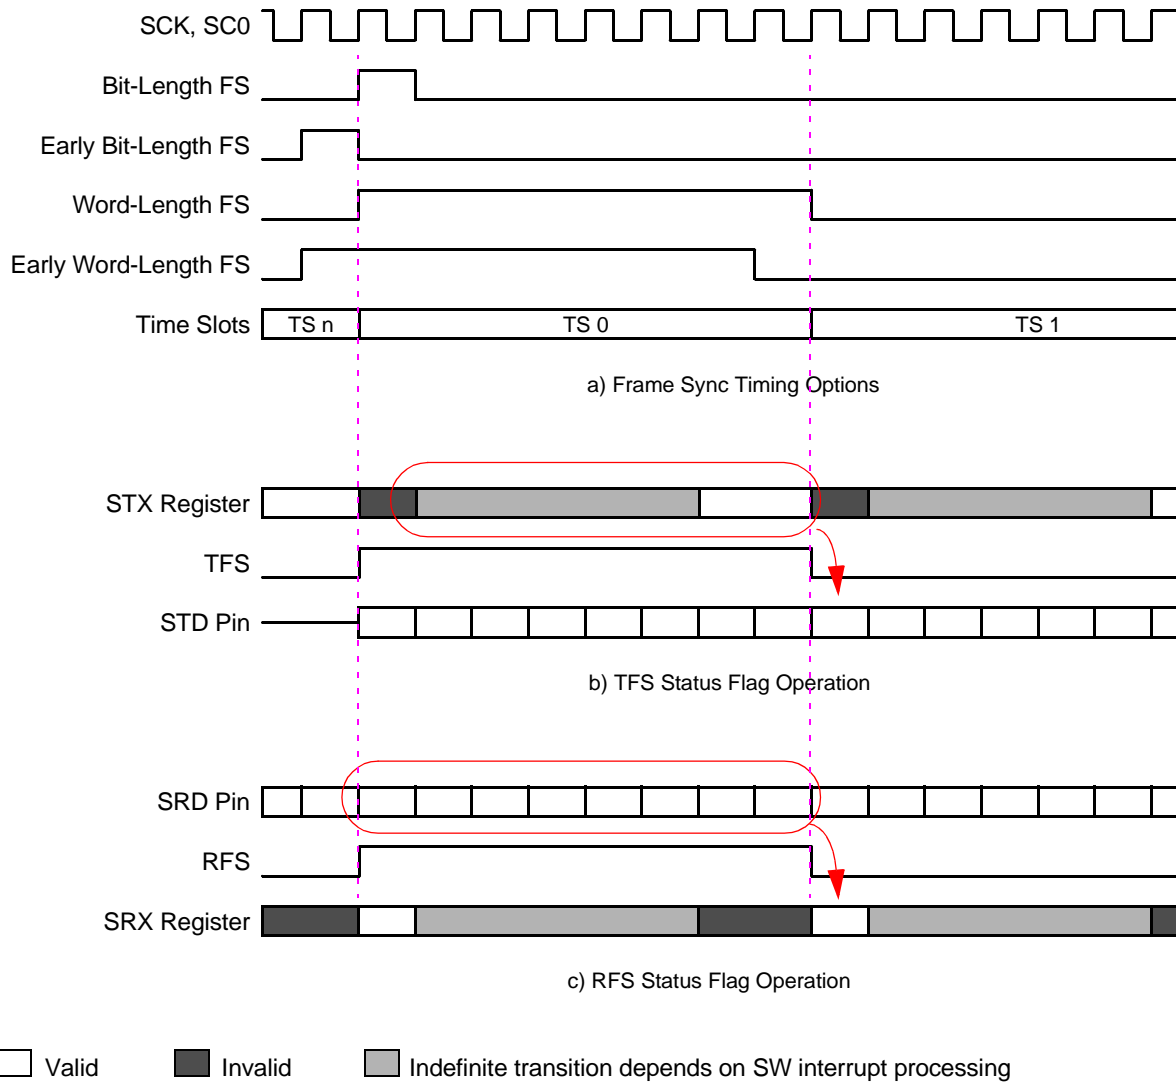 SCK, SC0
Bit-Length FS
Early Bit-Length FS
Word-Length FS
Early Word-Length FS
Time Slots TS n TS 0 TS 1
a) Frame Sync Timing Options
STX Register
TFS
STD Pin
b) TFS Status Flag Operation
SRD Pin
RFS
SRX Register
c) RFS Status Flag Operation
Valid Invalid Indefinite transition depends on SW interrupt processing